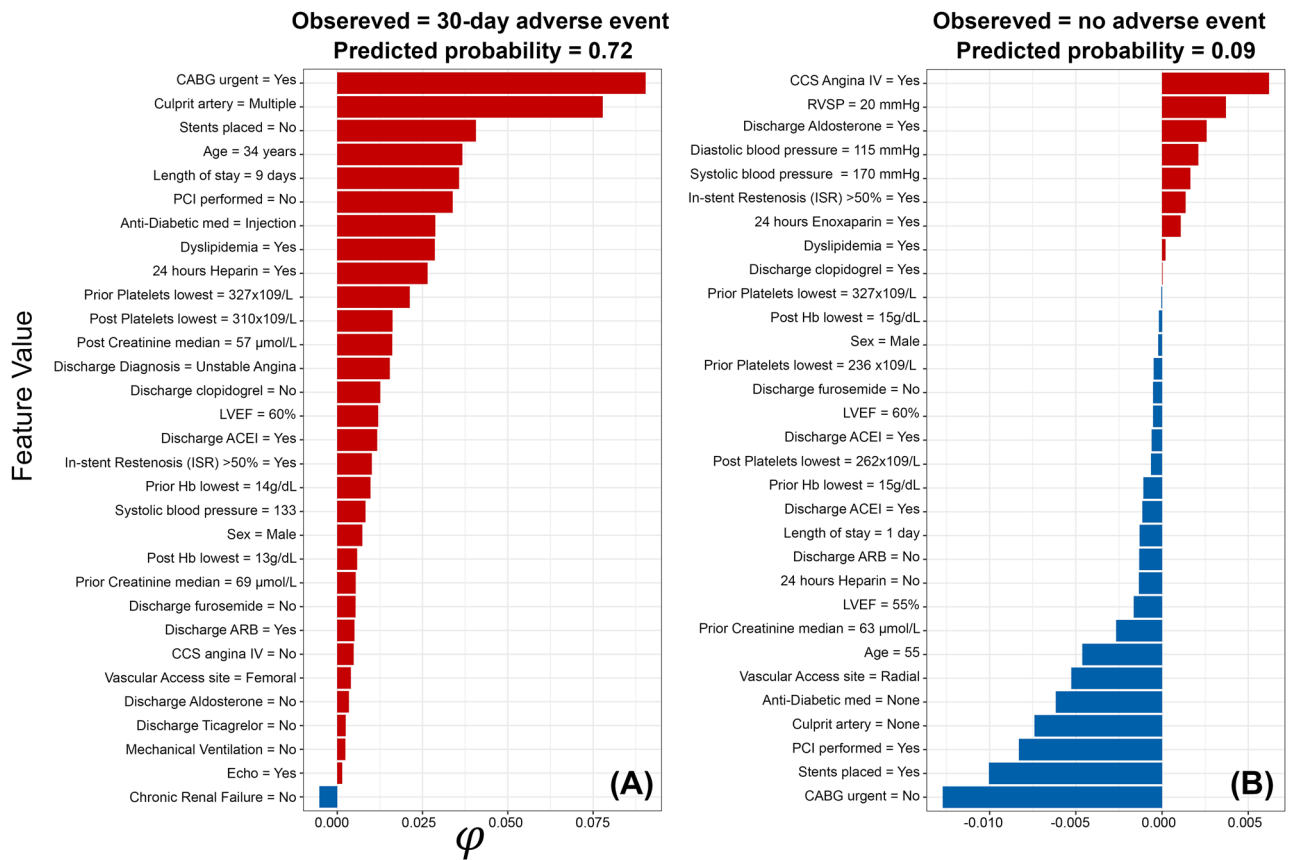 Obsereved = 30-day adverse event
Predicted probability = 0.72
Feature Value
CABG urgent = Yes
Culprit artery = Multiple
Stents placed = No
Age = 34 years
Length of stay = 9 days
PCI performed = No
Anti-Diabetic med = Injection
Dyslipidemia = Yes
24 hours Heparin = Yes
Prior Platelets lowest = 327x109/L
Post Platelets lowest = 310x109/L
Post Creatinine median = 57 µmol/L
Discharge Diagnosis = Unstable Angina
Discharge clopidogrel = No
LVEF = 60%
Discharge ACEI = Yes
In-stent Restenosis (ISR) >50% = Yes
Prior Hb lowest = 14g/dL
Systolic blood pressure = 133
Sex = Male
Post Hb lowest = 13g/dL
Prior Creatinine median = 69 µmol/L
Discharge furosemide = No
Discharge ARB = Yes
CCS angina IV = No
Vascular Access site = Femoral
Discharge Aldosterone = No
Discharge Ticagrelor = No
Mechanical Ventilation = No
Echo = Yes
Chronic Renal Failure = No
(A)
0.000 0.025 0.050 0.075
φ
Obsereved = no adverse event
Predicted probability = 0.09
CCS Angina IV = Yes
RVSP = 20 mmHg
Discharge Aldosterone = Yes
Diastolic blood pressure = 115 mmHg
Systolic blood pressure = 170 mmHg
In-stent Restenosis (ISR) >50% = Yes
24 hours Enoxaparin = Yes
Dyslipidemia = Yes
Discharge clopidogrel = Yes
Prior Platelets lowest = 327x109/L
Post Hb lowest = 15g/dL
Sex = Male
Prior Platelets lowest = 236 x109/L
Discharge furosemide = No
LVEF = 60%
Discharge ACEI = Yes
Post Platelets lowest = 262x109/L
Prior Hb lowest = 15g/dL
Discharge ACEI = Yes
Length of stay = 1 day
Discharge ARB = No
24 hours Heparin = No
LVEF = 55%
Prior Creatinine median = 63 µmol/L
Age = 55
Vascular Access site = Radial
Anti-Diabetic med = None
Culprit artery = None
PCI performed = Yes
Stents placed = Yes
CABG urgent = No
(B)
-0.010 -0.005 0.000 0.005